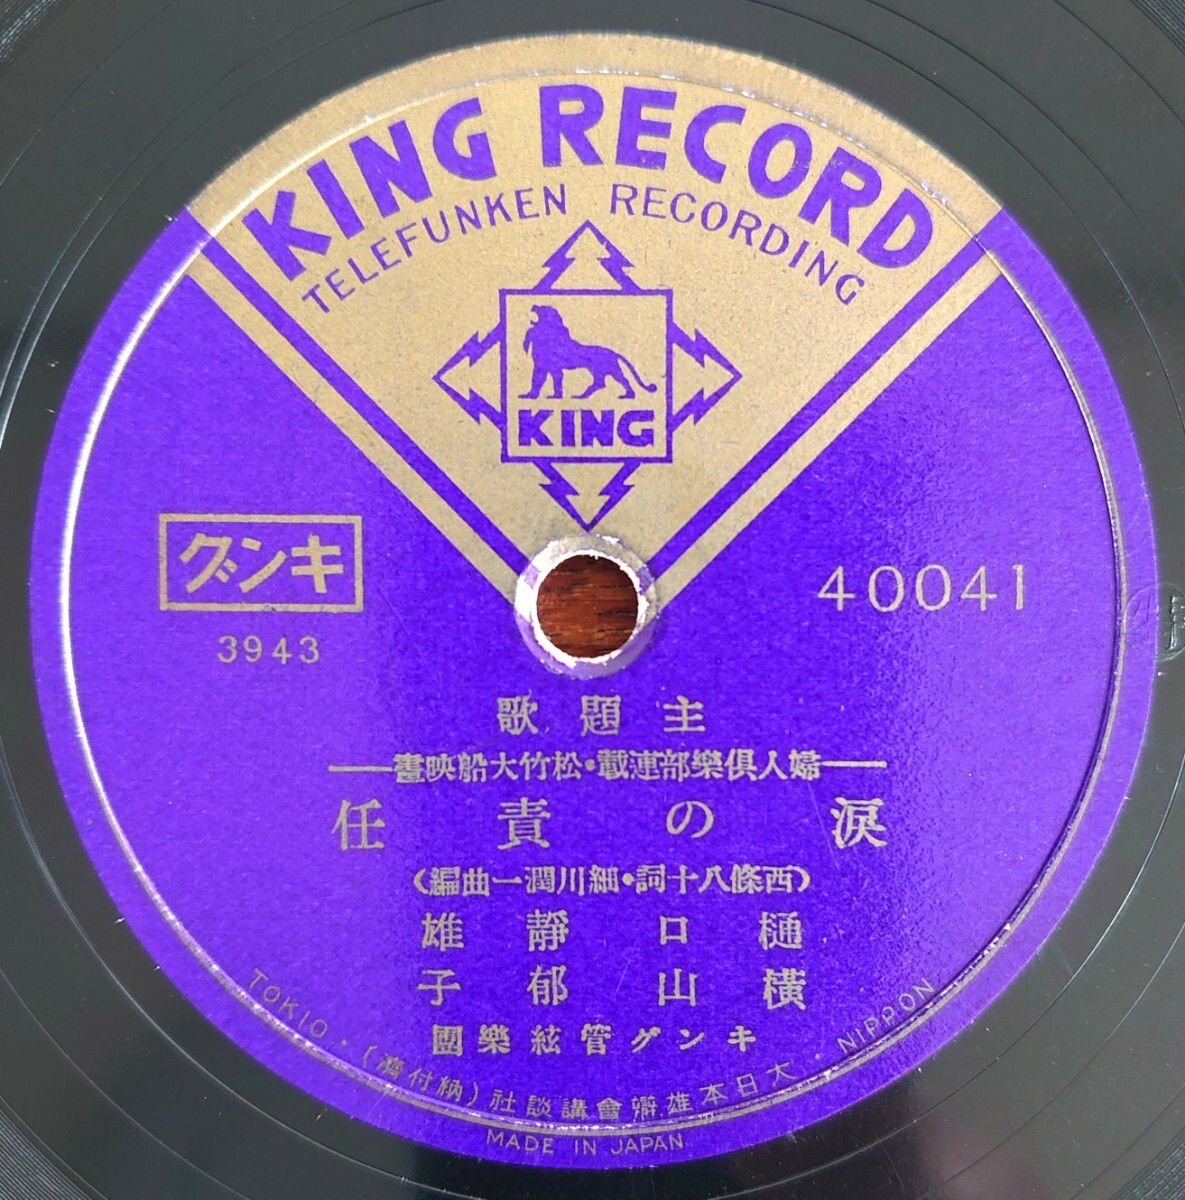 KING RECORD
TELEFUNKEN RECORDING
KING
キング
3943
40041
主題歌
——婦人倶樂部連載・松竹大船映畫——
涙の責任
(西條八十詞・細川潤一曲編)
樋口靜雄
横山郁子
キング管絃樂團
TOKIO・(納付濟)社談講會辯雄本日大・NIPPON
MADE IN JAPAN